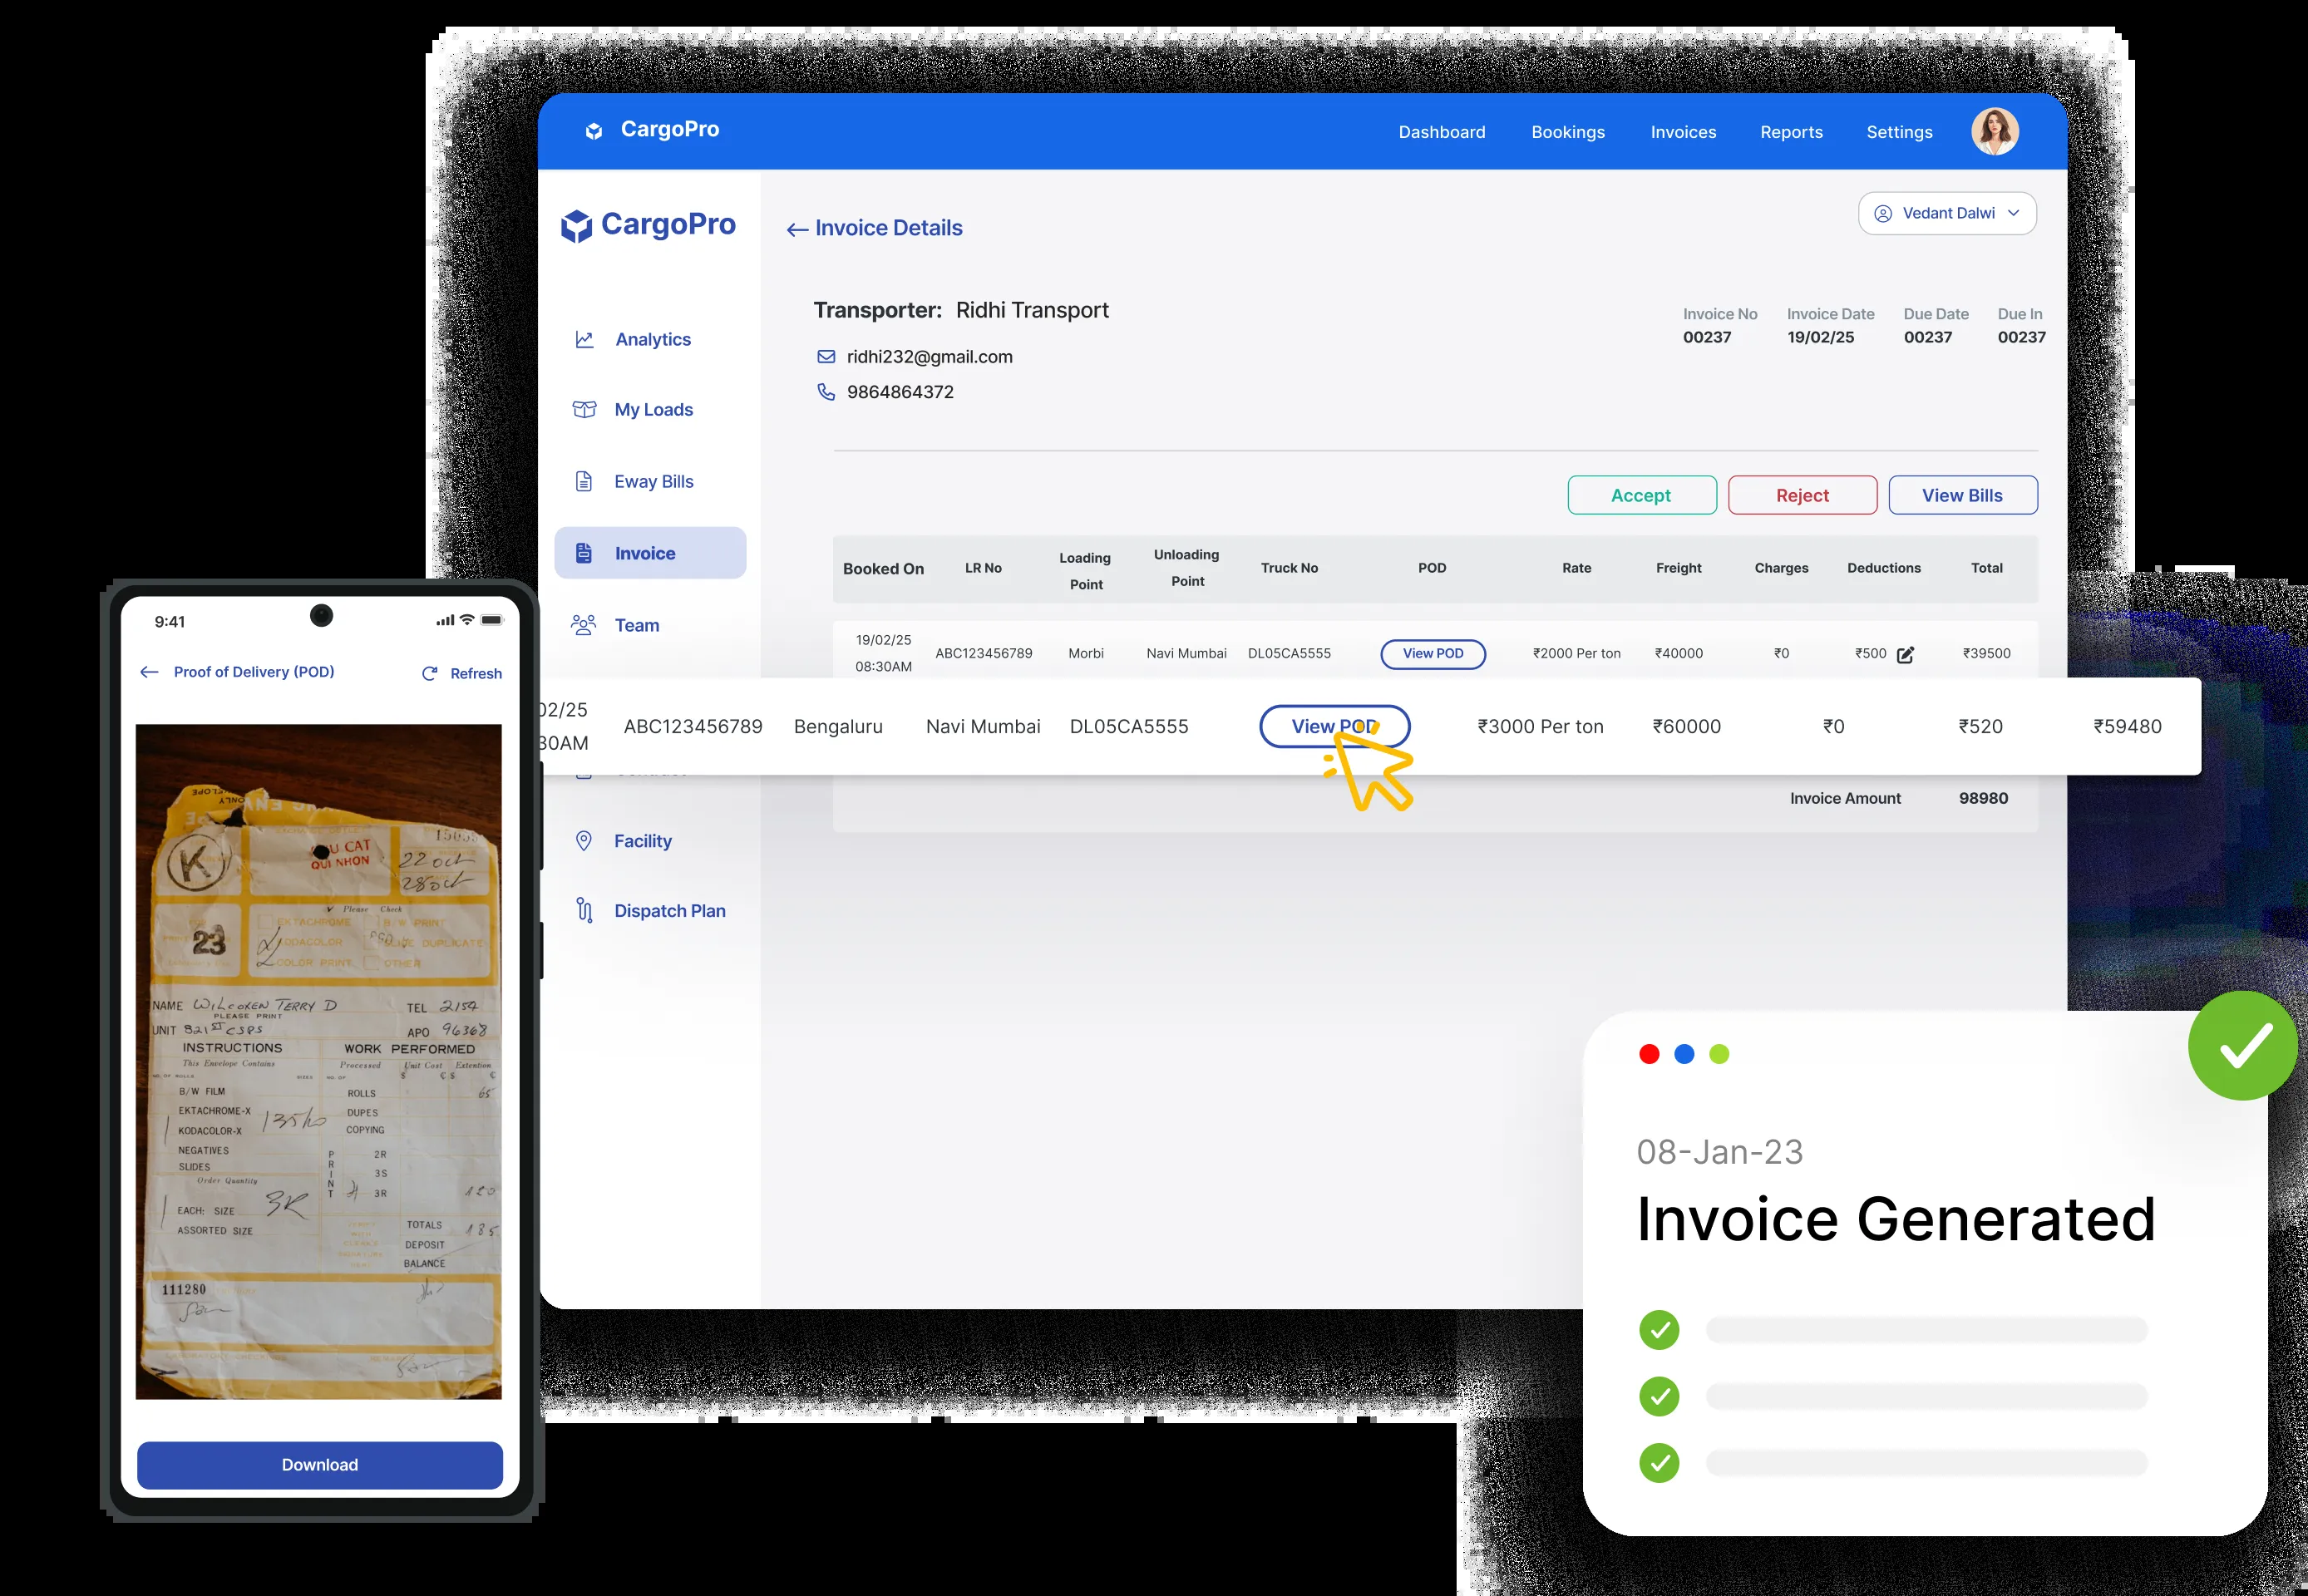 CargoPro
Dashboard Bookings Invoices Reports Settings
CargoPro
Invoice Details
Vedant Dalwi
Transporter: Ridhi Transport
ridhi232@gmail.com
9864864372
Invoice No Invoice Date Due Date Due In
00237 19/02/25 00237 00237
Analytics
My Loads
Eway Bills
Invoice
Team
Facility
Dispatch Plan
Accept Reject View Bills
Booked On LR No Loading Point Unloading Point Truck No POD Rate Freight Charges Deductions Total
19/02/25 08:30AM ABC123456789 Morbi Navi Mumbai DL05CA5555 View POD ₹2000 Per ton ₹40000 ₹0 ₹500 ₹39500
02/25 30AM ABC123456789 Bengaluru Navi Mumbai DL05CA5555 View POD ₹3000 Per ton ₹60000 ₹0 ₹520 ₹59480
Invoice Amount 98980
9:41
Proof of Delivery (POD) Refresh
K
CAT
QUI NHON
22 Oct
28 Oct
Please Check
EKTACHROME B/W PRINT
23
KODACOLOR DUPLICATE
COLOR PRINT OTHER
NAME WILCOXEN TERRY D TEL 2154
PLEASE PRINT
UNIT 821ST CSPS APO 96368
INSTRUCTIONS WORK PERFORMED
This Envelope Contains Processed Unit Cost Extention
B/W FILM ROLLS 65
EKTACHROME-X DUPES
KODACOLOR-X COPYING
NEGATIVES
SLIDES
PRINT
2R
3S
3R 120
Order Quantity
EACH: SIZE 3R
ASSORTED SIZE
TOTALS 185
DEPOSIT
BALANCE
111280
Download
08-Jan-23
Invoice Generated